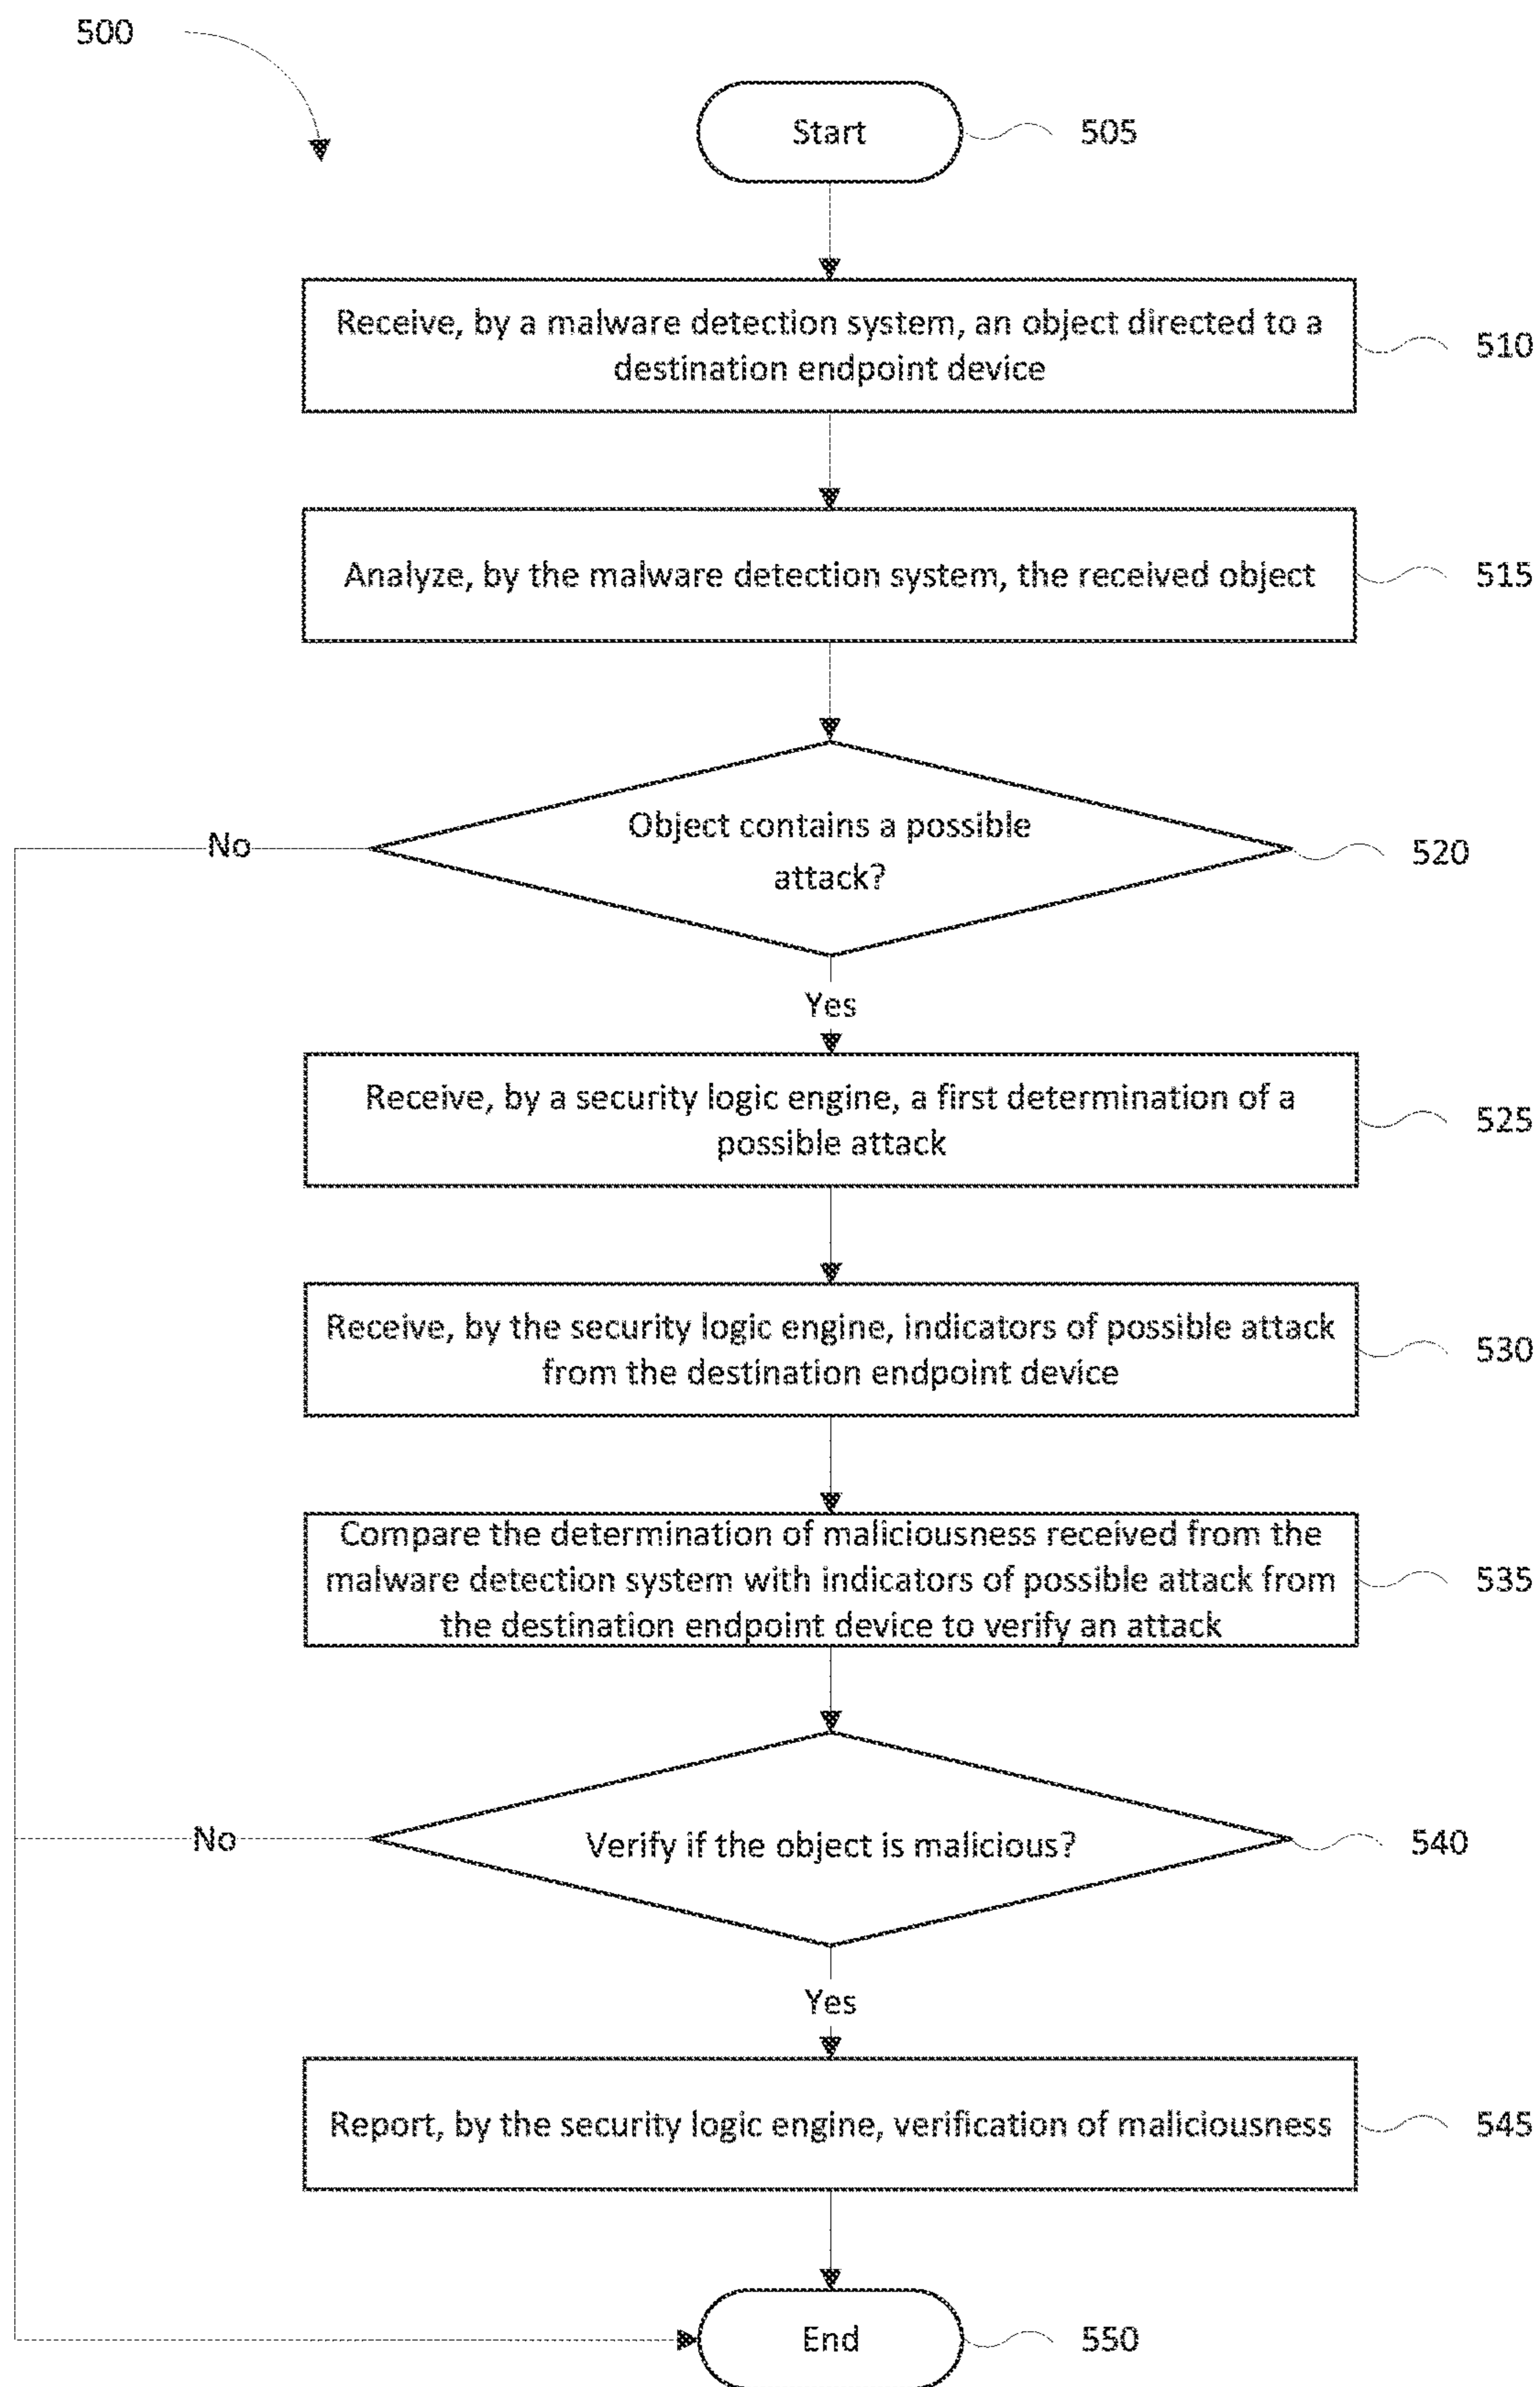 500
Start
505
Receive, by a malware detection system, an object directed to a
destination endpoint device
510
Analyze, by the malware detection system, the received object
515
Object contains a possible
attack?
520
No
Yes
Receive, by a security logic engine, a first determination of a
possible attack
525
Receive, by the security logic engine, indicators of possible attack
from the destination endpoint device
530
Compare the determination of maliciousness received from the
malware detection system with indicators of possible attack from
the destination endpoint device to verify an attack
535
Verify if the object is malicious?
540
No
Yes
Report, by the security logic engine, verification of maliciousness
545
End
550